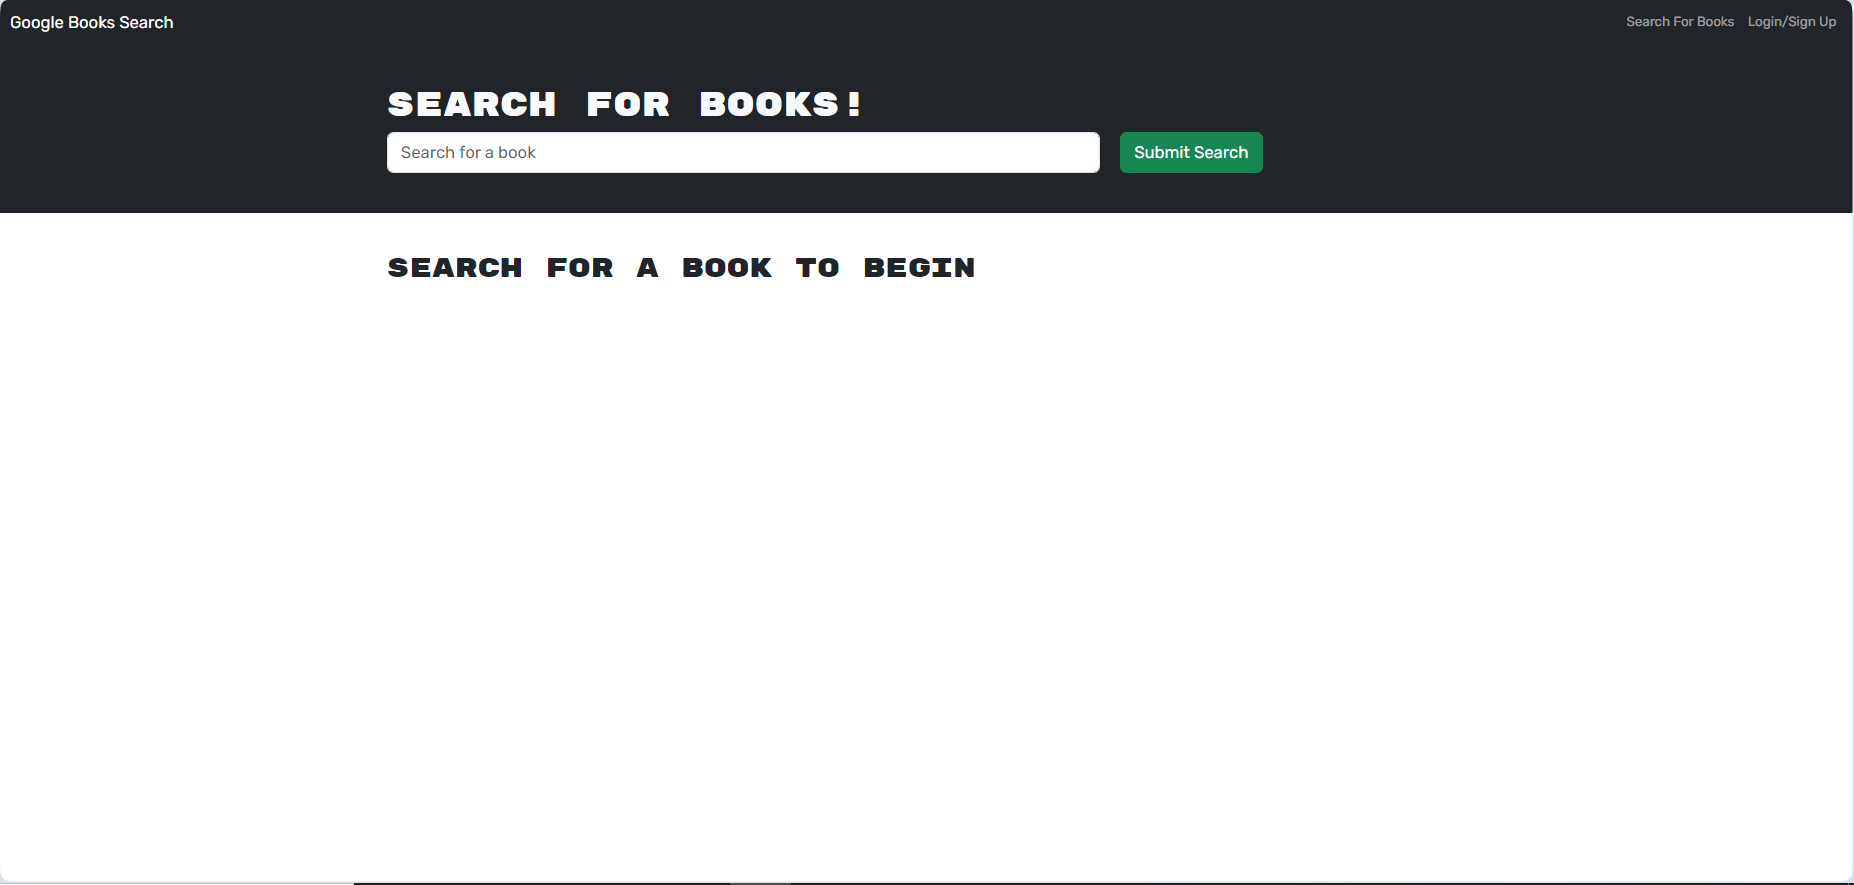 Google Books Search
Search For Books
Login/Sign Up
SEARCH FOR BOOKS!
Search for a book
Submit Search
SEARCH FOR A BOOK TO BEGIN